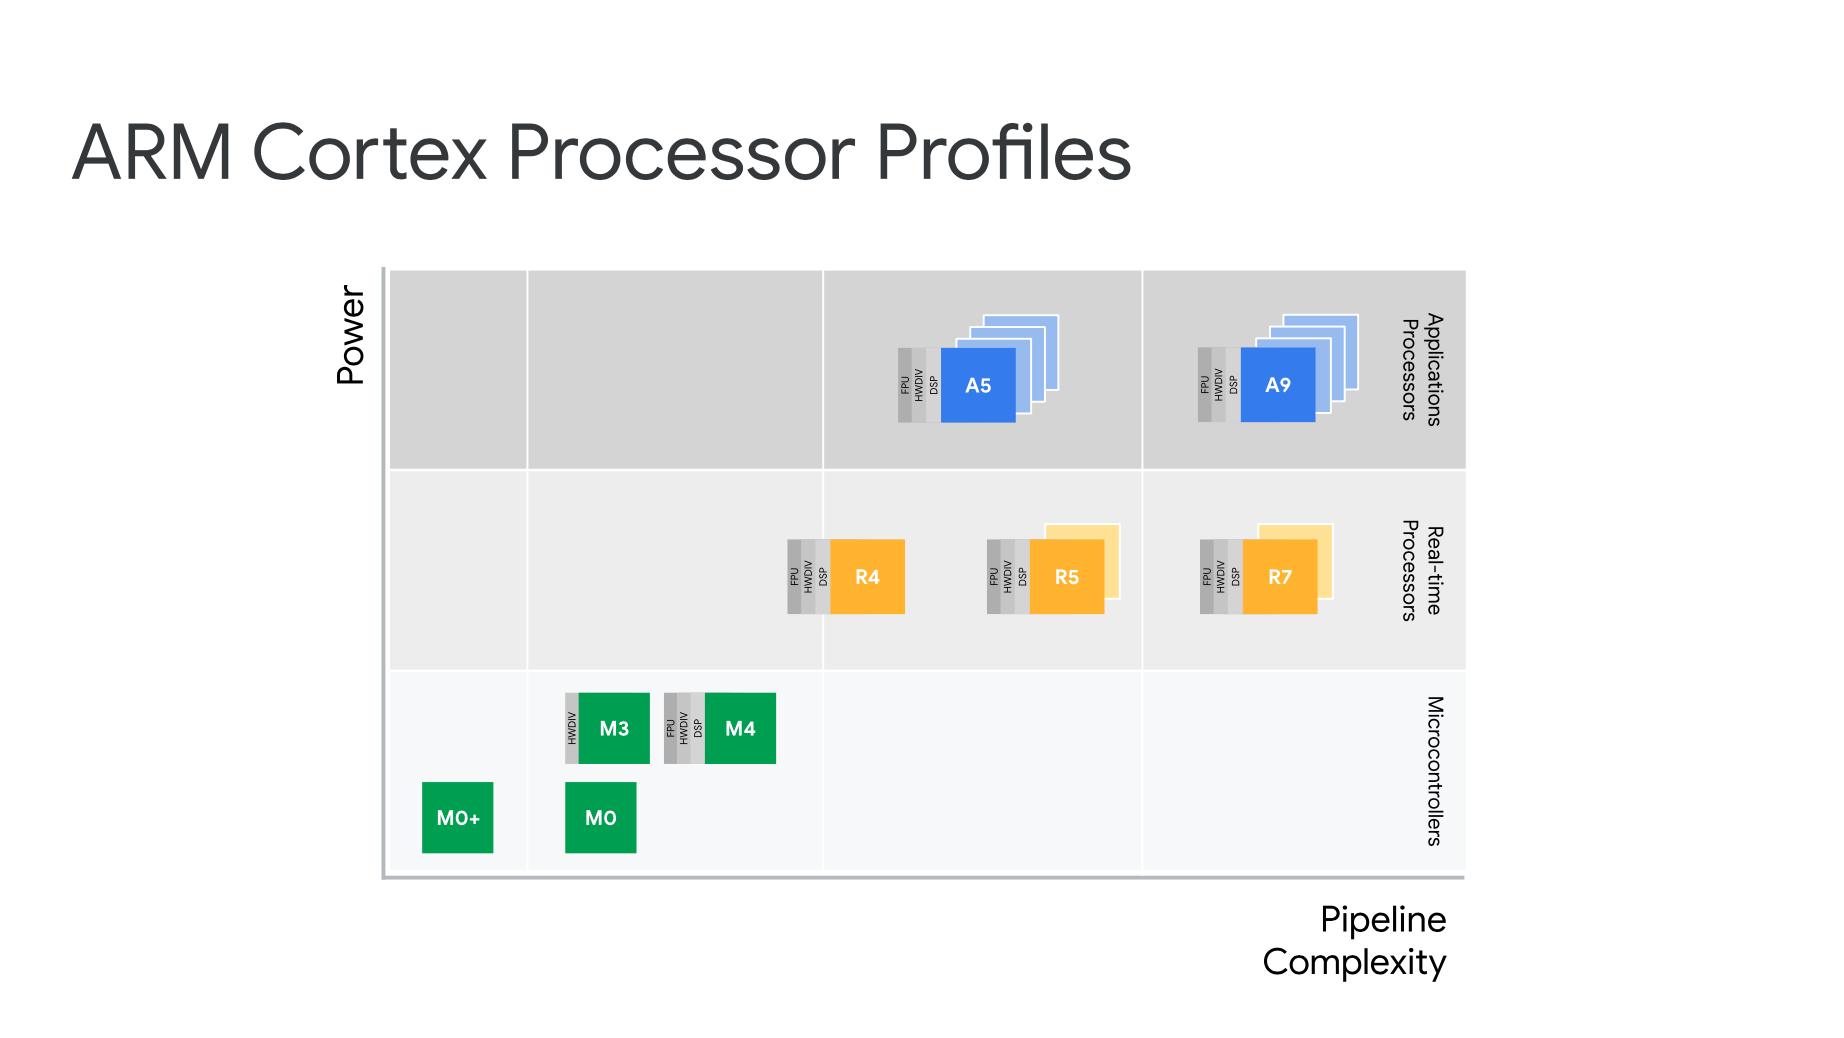 ARM Cortex Processor Profiles
Power
FPU
HWDIV
DSP
A5
FPU
HWDIV
DSP
A9
Applications
Processors
FPU
HWDIV
DSP
R4
FPU
HWDIV
DSP
R5
FPU
HWDIV
DSP
R7
Real-time
Processors
HWDIV
M3
FPU
HWDIV
DSP
M4
M0+
M0
Microcontrollers
Pipeline
Complexity